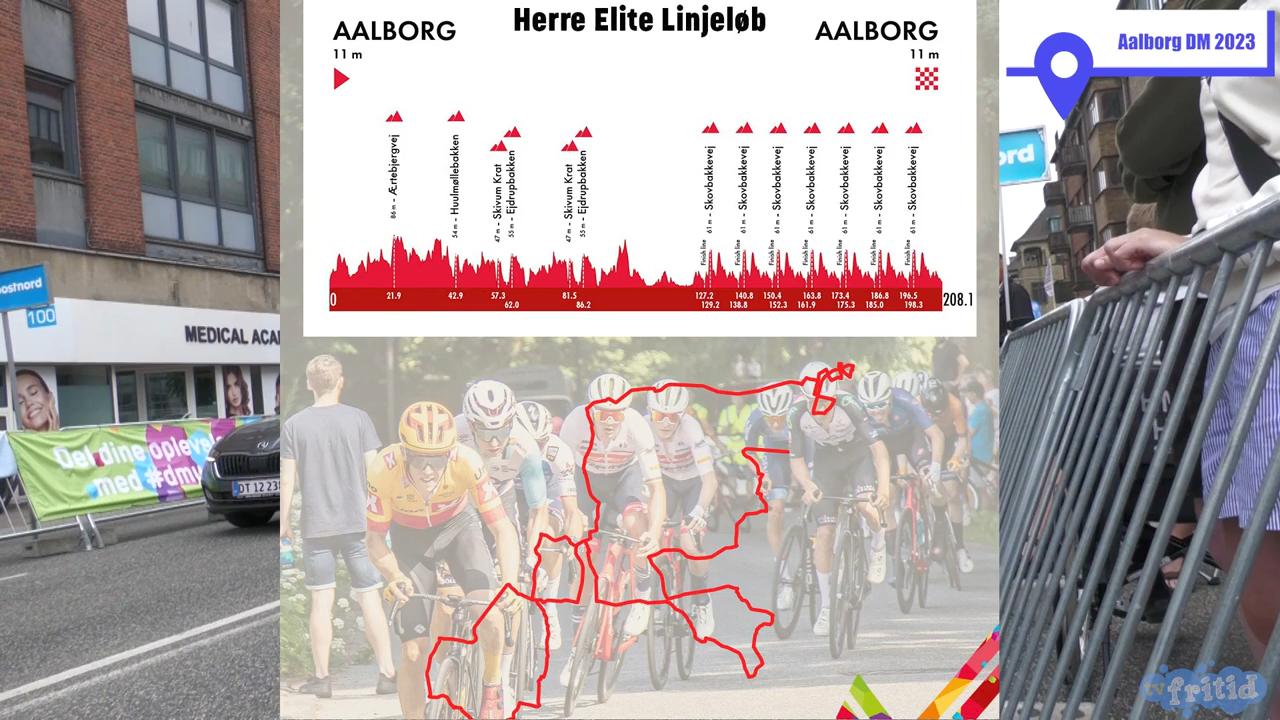 Herre Elite Linjeløb
AALBORG
11 m
AALBORG
11 m
Aalborg DM 2023
86 m - Ærtebjergvej
54 m - Huulmøllebakken
47 m - Skivum Krat
55 m - Ejdrupbakken
47 m - Skivum Krat
55 m - Ejdrupbakken
Finish line
61 m - Skovbakkevej
Finish line
61 m - Skovbakkevej
Finish line
61 m - Skovbakkevej
Finish line
61 m - Skovbakkevej
Finish line
61 m - Skovbakkevej
Finish line
61 m - Skovbakkevej
Finish line
61 m - Skovbakkevej
0 21.9 42.9 57.3 81.5 127.2 140.8 150.4 163.8 173.4 186.8 196.5 208.1
62.0 86.2 129.2 138.8 152.3 161.9 175.3 185.0 198.3
ostnord
100
MEDICAL ACA
Del dine oplevels
med #dmu
DT 12 23
ord
tv fritid